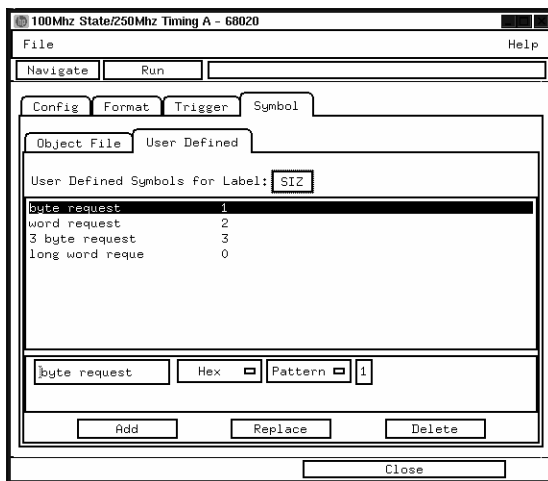 100Mhz State/250Mhz Timing A - 68020
File Help
Navigate Run
Config Format Trigger Symbol
Object File User Defined
User Defined Symbols for Label: SIZ
byte request 1
word request 2
3 byte request 3
long word reque 0
byte request Hex Pattern 1
Add Replace Delete
Close